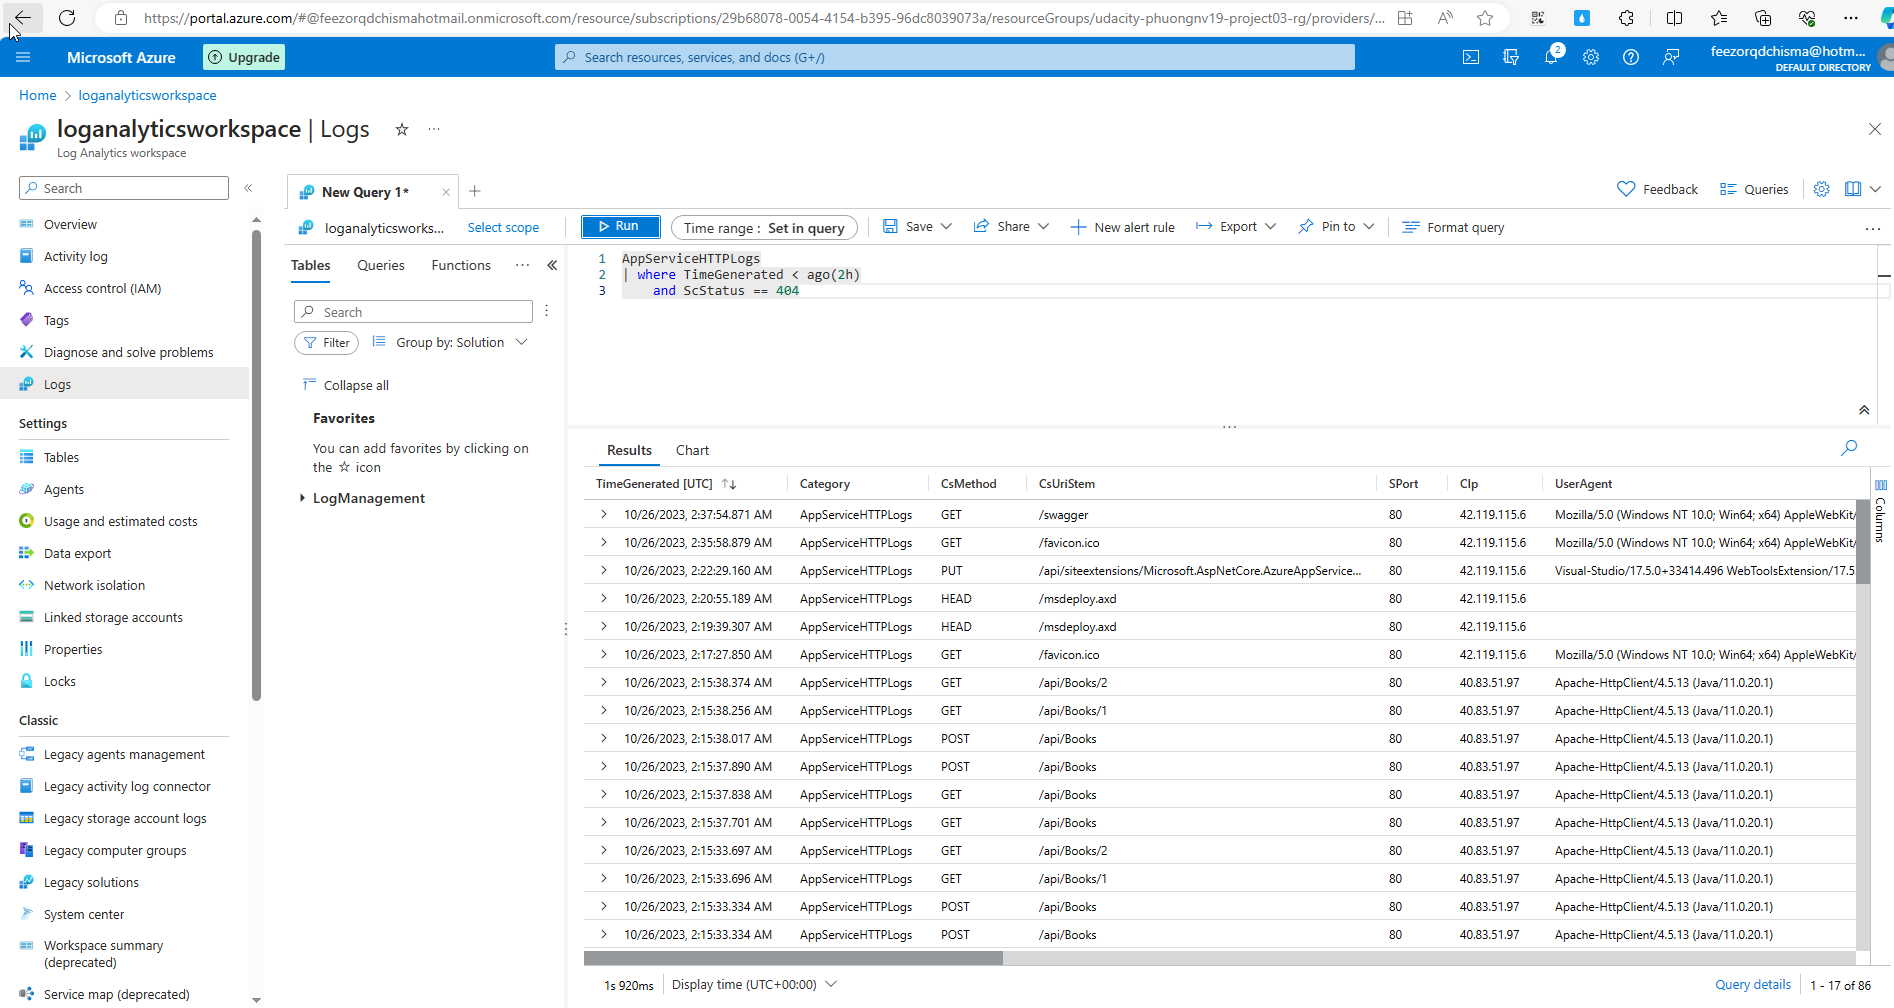 https://portal.azure.com/#@feezorqdchismahotmail.onmicrosoft.com/resource/subscriptions/29b68078-0054-4154-b395-96dc8039073a/resourceGroups/udacity-phuongnv19-project03-rg/providers/...
Microsoft Azure
Upgrade
Search resources, services, and docs (G+/)
2
feezorqdchisma@hotm...
DEFAULT DIRECTORY
Home > loganalyticsworkspace
loganalyticsworkspace | Logs
Log Analytics workspace
Search
Overview
Activity log
Access control (IAM)
Tags
Diagnose and solve problems
Logs
Settings
Tables
Agents
Usage and estimated costs
Data export
Network isolation
Linked storage accounts
Properties
Locks
Classic
Legacy agents management
Legacy activity log connector
Legacy storage account logs
Legacy computer groups
Legacy solutions
System center
Workspace summary
(deprecated)
Service map (deprecated)
New Query 1*
Feedback
Queries
loganalyticsworks...
Select scope
Run
Time range : Set in query
Save
Share
New alert rule
Export
Pin to
Format query
Tables
Queries
Functions
Search
Filter
Group by: Solution
Collapse all
Favorites
You can add favorites by clicking on
the ☆ icon
LogManagement
1 AppServiceHTTPLogs
2 | where TimeGenerated < ago(2h)
3 and ScStatus == 404
Results
Chart
TimeGenerated [UTC] Category CsMethod CsUriStem SPort CIp UserAgent
10/26/2023, 2:37:54.871 AM AppServiceHTTPLogs GET /swagger 80 42.119.115.6 Mozilla/5.0 (Windows NT 10.0; Win64; x64) AppleWebKit/
10/26/2023, 2:35:58.879 AM AppServiceHTTPLogs GET /favicon.ico 80 42.119.115.6 Mozilla/5.0 (Windows NT 10.0; Win64; x64) AppleWebKit/
10/26/2023, 2:22:29.160 AM AppServiceHTTPLogs PUT /api/siteextensions/Microsoft.AspNetCore.AzureAppService... 80 42.119.115.6 Visual-Studio/17.5.0+33414.496 WebToolsExtension/17.5
10/26/2023, 2:20:55.189 AM AppServiceHTTPLogs HEAD /msdeploy.axd 80 42.119.115.6
10/26/2023, 2:19:39.307 AM AppServiceHTTPLogs HEAD /msdeploy.axd 80 42.119.115.6
10/26/2023, 2:17:27.850 AM AppServiceHTTPLogs GET /favicon.ico 80 42.119.115.6 Mozilla/5.0 (Windows NT 10.0; Win64; x64) AppleWebKit/
10/26/2023, 2:15:38.374 AM AppServiceHTTPLogs GET /api/Books/2 80 40.83.51.97 Apache-HttpClient/4.5.13 (Java/11.0.20.1)
10/26/2023, 2:15:38.256 AM AppServiceHTTPLogs GET /api/Books/1 80 40.83.51.97 Apache-HttpClient/4.5.13 (Java/11.0.20.1)
10/26/2023, 2:15:38.017 AM AppServiceHTTPLogs POST /api/Books 80 40.83.51.97 Apache-HttpClient/4.5.13 (Java/11.0.20.1)
10/26/2023, 2:15:37.890 AM AppServiceHTTPLogs POST /api/Books 80 40.83.51.97 Apache-HttpClient/4.5.13 (Java/11.0.20.1)
10/26/2023, 2:15:37.838 AM AppServiceHTTPLogs GET /api/Books 80 40.83.51.97 Apache-HttpClient/4.5.13 (Java/11.0.20.1)
10/26/2023, 2:15:37.701 AM AppServiceHTTPLogs GET /api/Books 80 40.83.51.97 Apache-HttpClient/4.5.13 (Java/11.0.20.1)
10/26/2023, 2:15:33.697 AM AppServiceHTTPLogs GET /api/Books/2 80 40.83.51.97 Apache-HttpClient/4.5.13 (Java/11.0.20.1)
10/26/2023, 2:15:33.696 AM AppServiceHTTPLogs GET /api/Books/1 80 40.83.51.97 Apache-HttpClient/4.5.13 (Java/11.0.20.1)
10/26/2023, 2:15:33.334 AM AppServiceHTTPLogs POST /api/Books 80 40.83.51.97 Apache-HttpClient/4.5.13 (Java/11.0.20.1)
10/26/2023, 2:15:33.334 AM AppServiceHTTPLogs POST /api/Books 80 40.83.51.97 Apache-HttpClient/4.5.13 (Java/11.0.20.1)
Columns
1s 920ms
Display time (UTC+00:00)
Query details
1 - 17 of 86